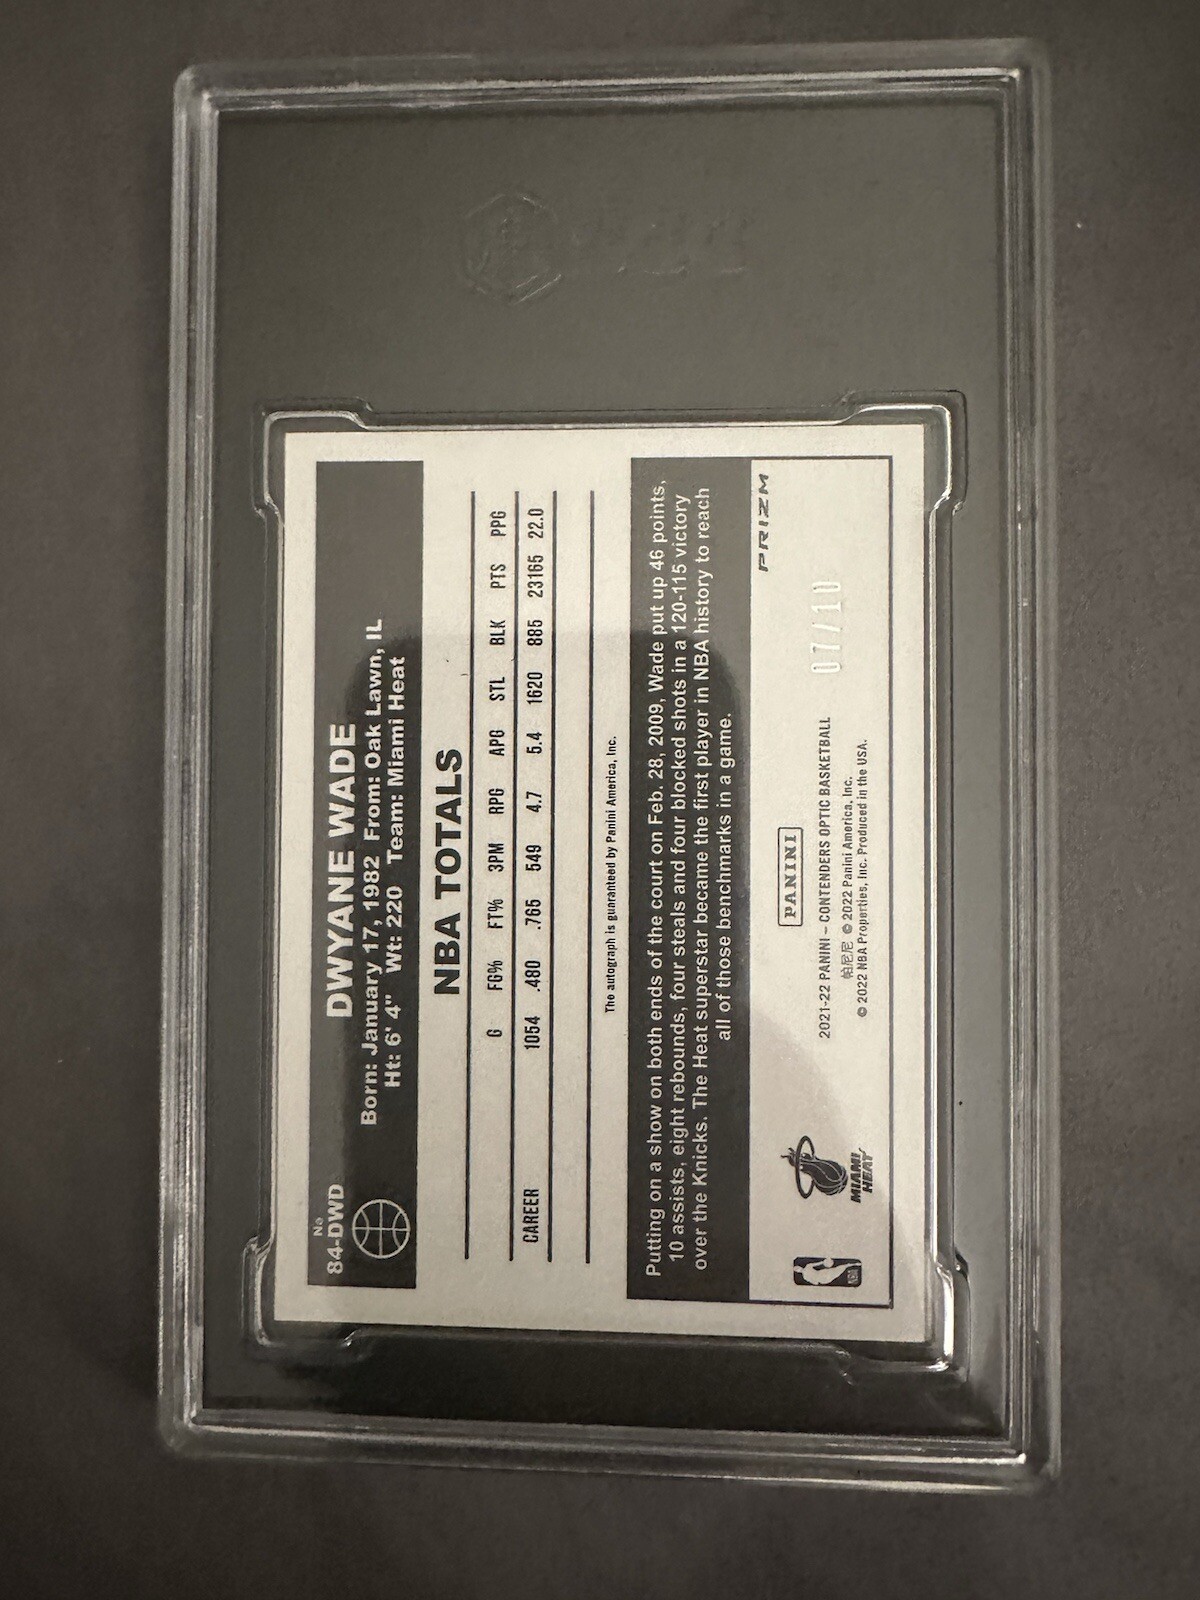 No
84-DWD
DWYANE WADE
Born: January 17, 1982 From: Oak Lawn, IL
Ht: 6' 4" Wt: 220 Team: Miami Heat
NBA TOTALS
G FG% FT% 3PM RPG APG STL BLK PTS PPG
CAREER 1054 .480 .765 549 4.7 5.4 1620 885 23165 22.0
The autograph is guaranteed by Panini America, Inc.
Putting on a show on both ends of the court on Feb. 28, 2009, Wade put up 46 points,
10 assists, eight rebounds, four steals and four blocked shots in a 120-115 victory
over the Knicks. The Heat superstar became the first player in NBA history to reach
all of those benchmarks in a game.
PRIZM
07/10
PANINI
2021-22 PANINI – CONTENDERS OPTIC BASKETBALL
帕尼尼 © 2022 Panini America, Inc.
© 2022 NBA Properties, Inc. Produced in the USA.
MIAMI
HEAT
NBA